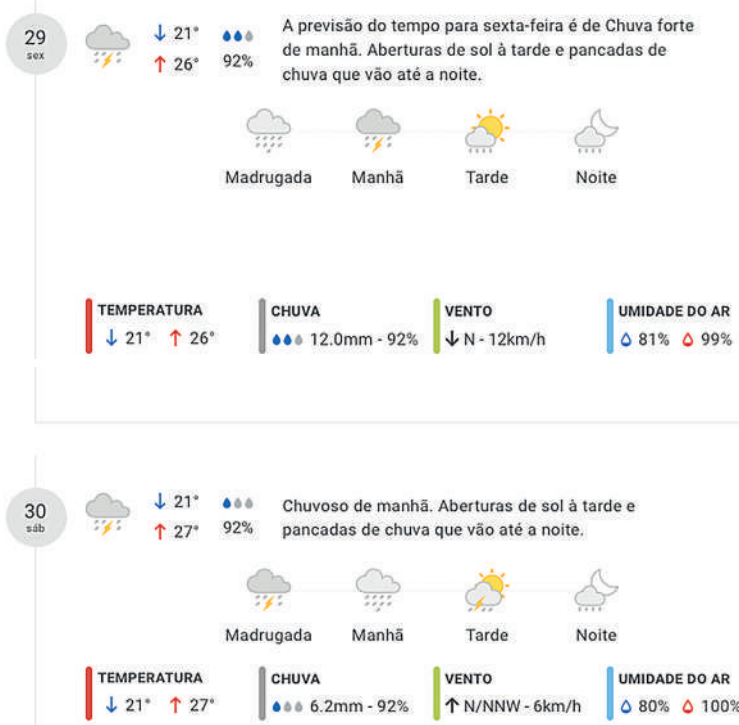 29
sex
21°
26°
92%
A previsão do tempo para sexta-feira é de Chuva forte
de manhã. Aberturas de sol à tarde e pancadas de
chuva que vão até a noite.
Madrugada Manhã Tarde Noite
TEMPERATURA CHUVA VENTO UMIDADE DO AR
21° 26° 12.0mm - 92% N - 12km/h 81% 99%
30
sáb
21°
27°
92%
Chuvoso de manhã. Aberturas de sol à tarde e
pancadas de chuva que vão até a noite.
Madrugada Manhã Tarde Noite
TEMPERATURA CHUVA VENTO UMIDADE DO AR
21° 27° 6.2mm - 92% N/NNW - 6km/h 80% 100%